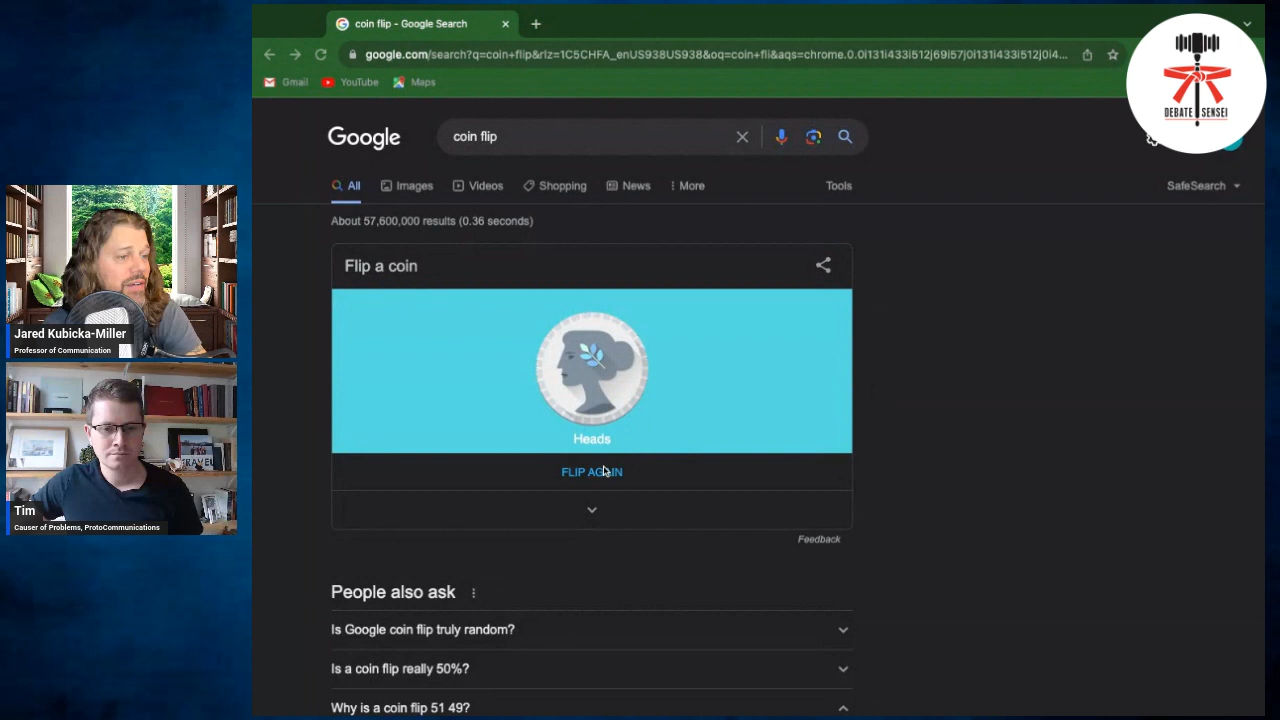 coin flip - Google Search
google.com/search?q=coin+flip&rlz=1C5CHFA_enUS938US938&oq=coin+fli&aqs=chrome.0.0i131i433i512j69i57j0i131i433i512j0i4...
Gmail
YouTube
Maps
DEBATE SENSEI
Google
coin flip
All
Images
Videos
Shopping
News
More
Tools
SafeSearch
About 57,600,000 results (0.36 seconds)
Flip a coin
Heads
FLIP AGAIN
Feedback
People also ask
Is Google coin flip truly random?
Is a coin flip really 50%?
Why is a coin flip 51 49?
Jared Kubicka-Miller
Professor of Communication
TRAVEL
Tim
Causer of Problems, ProtoCommunications